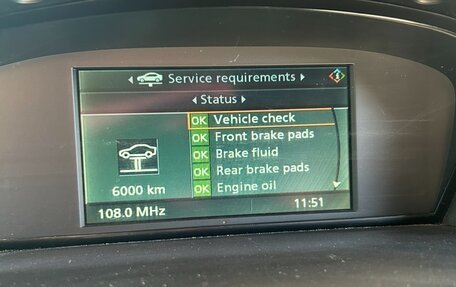 Service requirements
Status
OK Vehicle check
OK Front brake pads
OK Brake fluid
OK Rear brake pads
OK Engine oil
6000 km
108.0 MHz 11:51